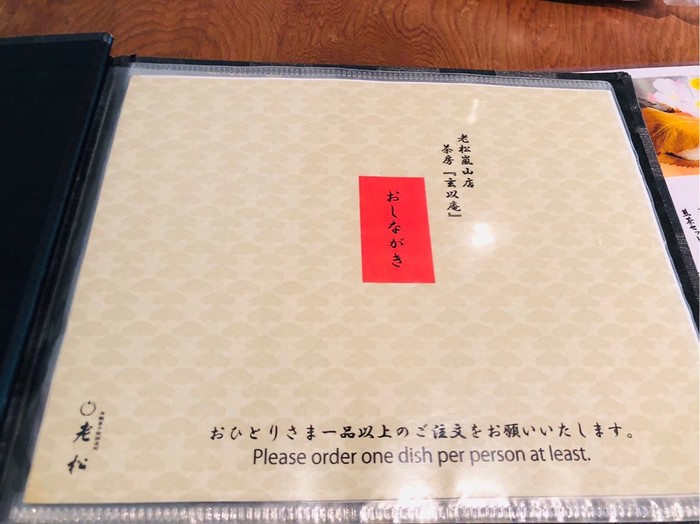 老松嵐山店
茶房『玄以庵』
おしながき
おひとりさま一品以上のご注文をお願いいたします。
Please order one dish per person at least.
老松